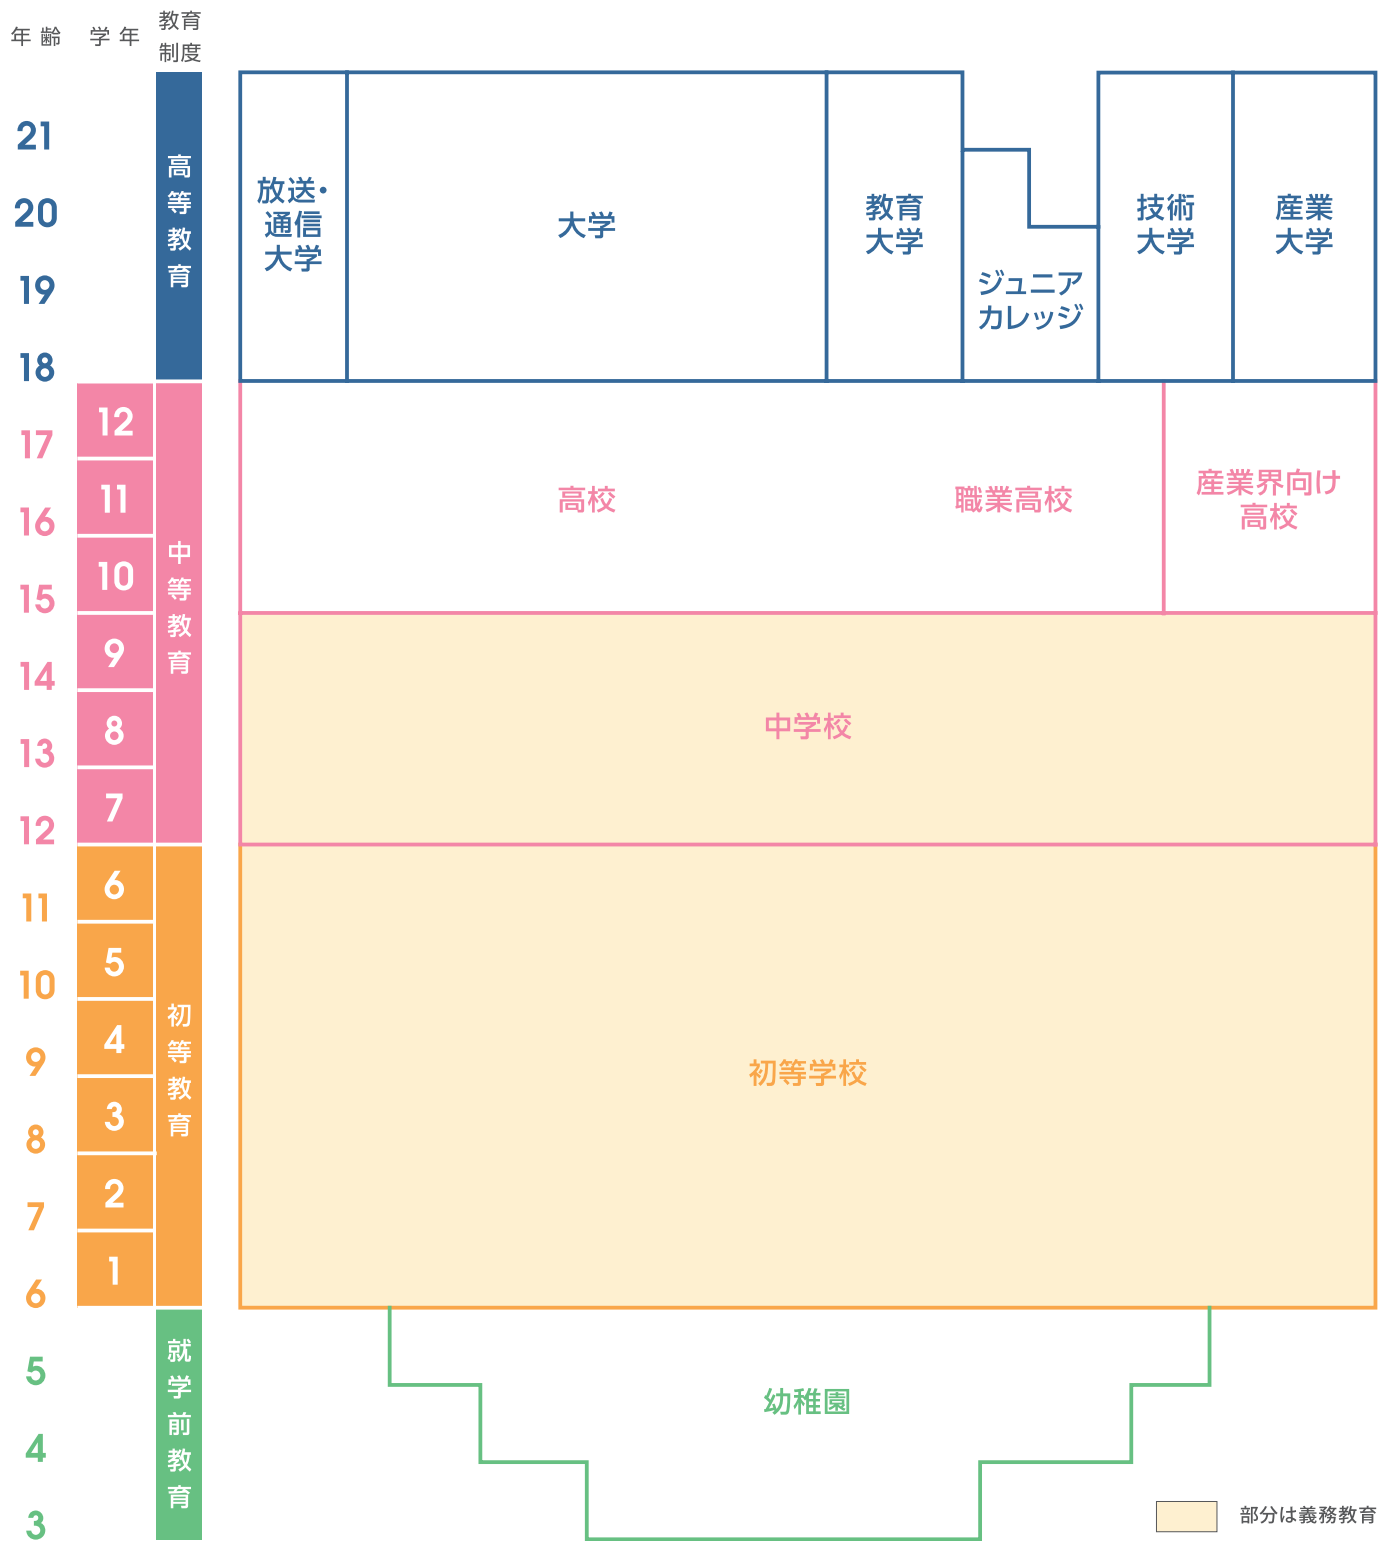 年齢
学年
教育
制度
21
20
19
18
17
16
15
14
13
12
11
10
9
8
7
6
5
4
3
12
11
10
9
8
7
6
5
4
3
2
1
高等教育
中等教育
初等教育
就学前教育
放送・
通信
大学
大学
教育
大学
ジュニア
カレッジ
技術
大学
産業
大学
高校
職業高校
産業界向け
高校
中学校
初等学校
幼稚園
部分は義務教育